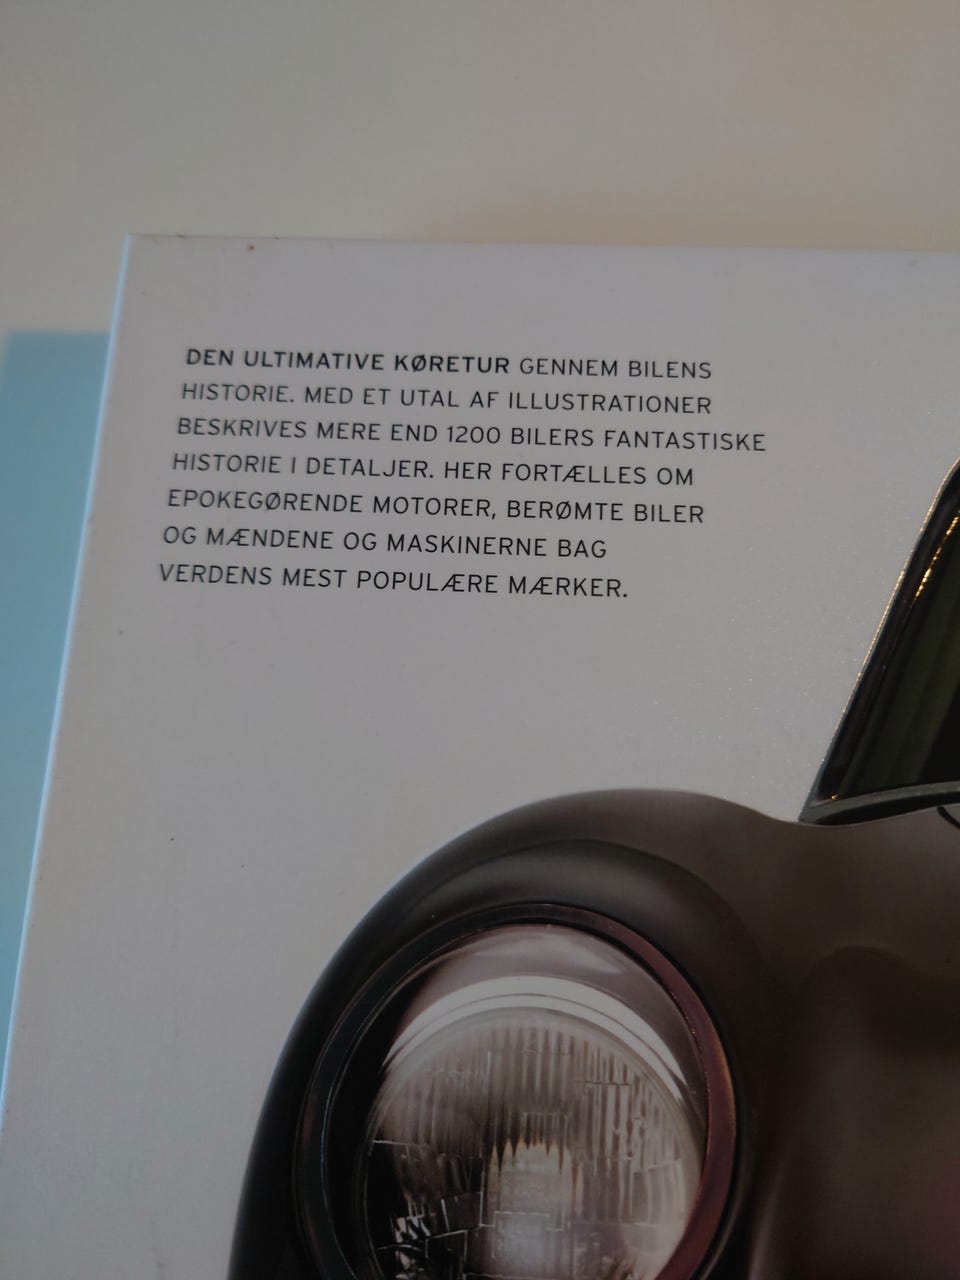 DEN ULTIMATIVE KØRETUR GENNEM BILENS
HISTORIE. MED ET UTAL AF ILLUSTRATIONER
BESKRIVES MERE END 1200 BILERS FANTASTISKE
HISTORIE I DETALJER. HER FORTÆLLES OM
EPOKEGØRENDE MOTORER, BERØMTE BILER
OG MÆNDENE OG MASKINERNE BAG
VERDENS MEST POPULÆRE MÆRKER.